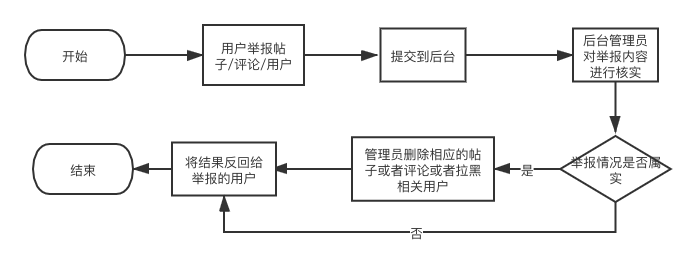 开始
用户举报帖
子/评论/用户
提交到后台
后台管理员
对举报内容
进行核实
结束
将结果反回给
举报的用户
管理员删除相应的帖
子或者评论或者拉黑
相关用户
是
举报情况是否属
实
否